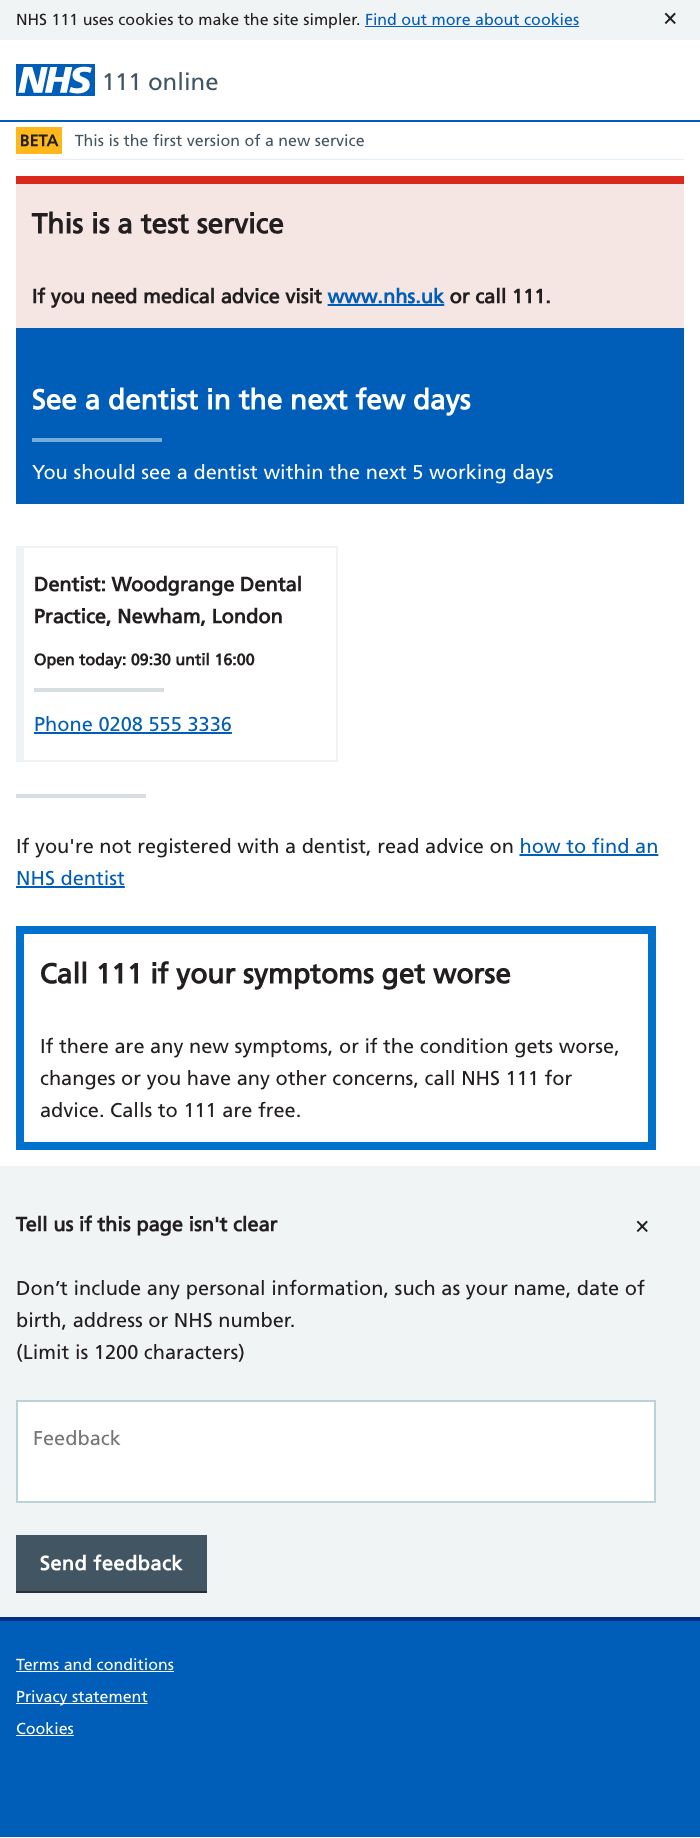 NHS 111 uses cookies to make the site simpler. Find out more about cookies ✕
NHS 111 online
BETA This is the first version of a new service
This is a test service
If you need medical advice visit www.nhs.uk or call 111.
See a dentist in the next few days
You should see a dentist within the next 5 working days
Dentist: Woodgrange Dental
Practice, Newham, London
Open today: 09:30 until 16:00
Phone 0208 555 3336
If you're not registered with a dentist, read advice on how to find an
NHS dentist
Call 111 if your symptoms get worse
If there are any new symptoms, or if the condition gets worse,
changes or you have any other concerns, call NHS 111 for
advice. Calls to 111 are free.
Tell us if this page isn't clear ✕
Don’t include any personal information, such as your name, date of
birth, address or NHS number.
(Limit is 1200 characters)
Feedback
Send feedback
Terms and conditions
Privacy statement
Cookies